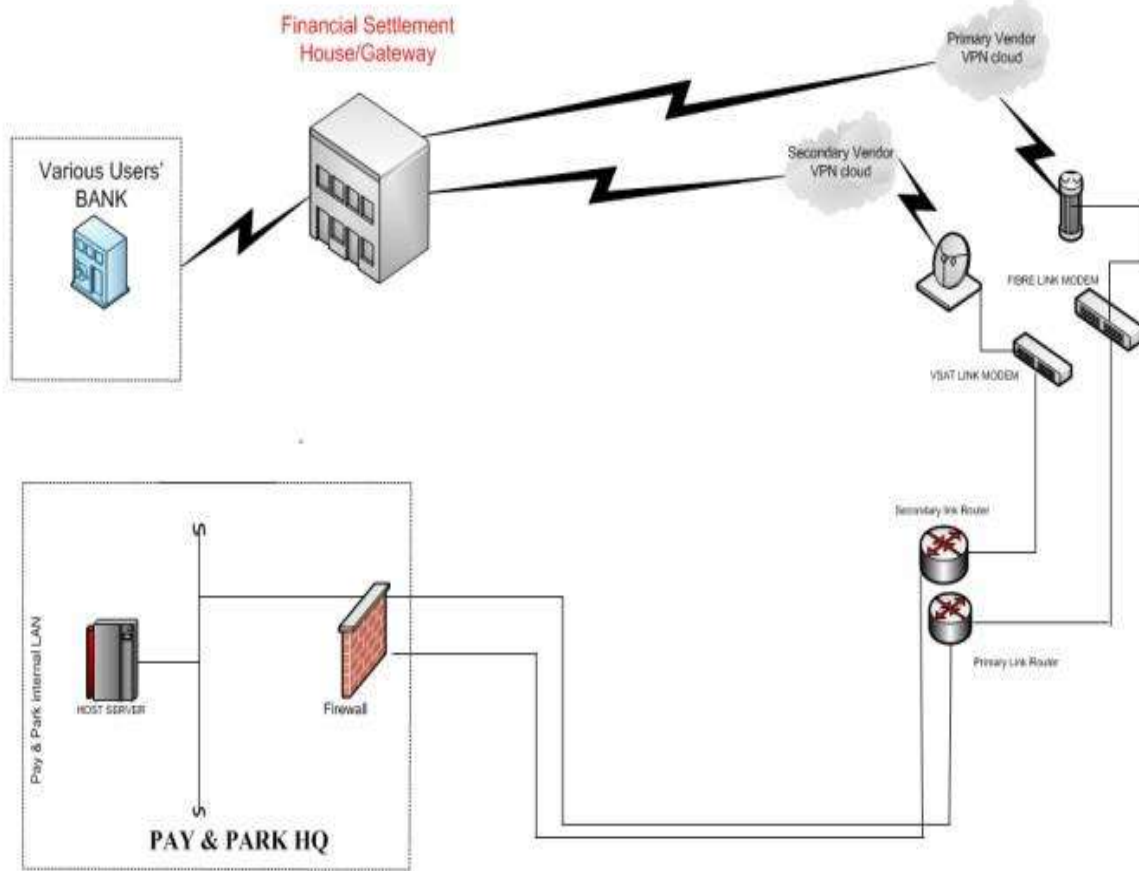 Financial Settlement
House/Gateway
Primary Vendor
VPN cloud
Secondary Vendor
VPN cloud
Various Users'
BANK
FIBRE LINK MODEM
VSAT LINK MODEM
Secondary link Router
Primary Link Router
Pay & Park internal LAN
HOST SERVER
Firewall
PAY & PARK HQ